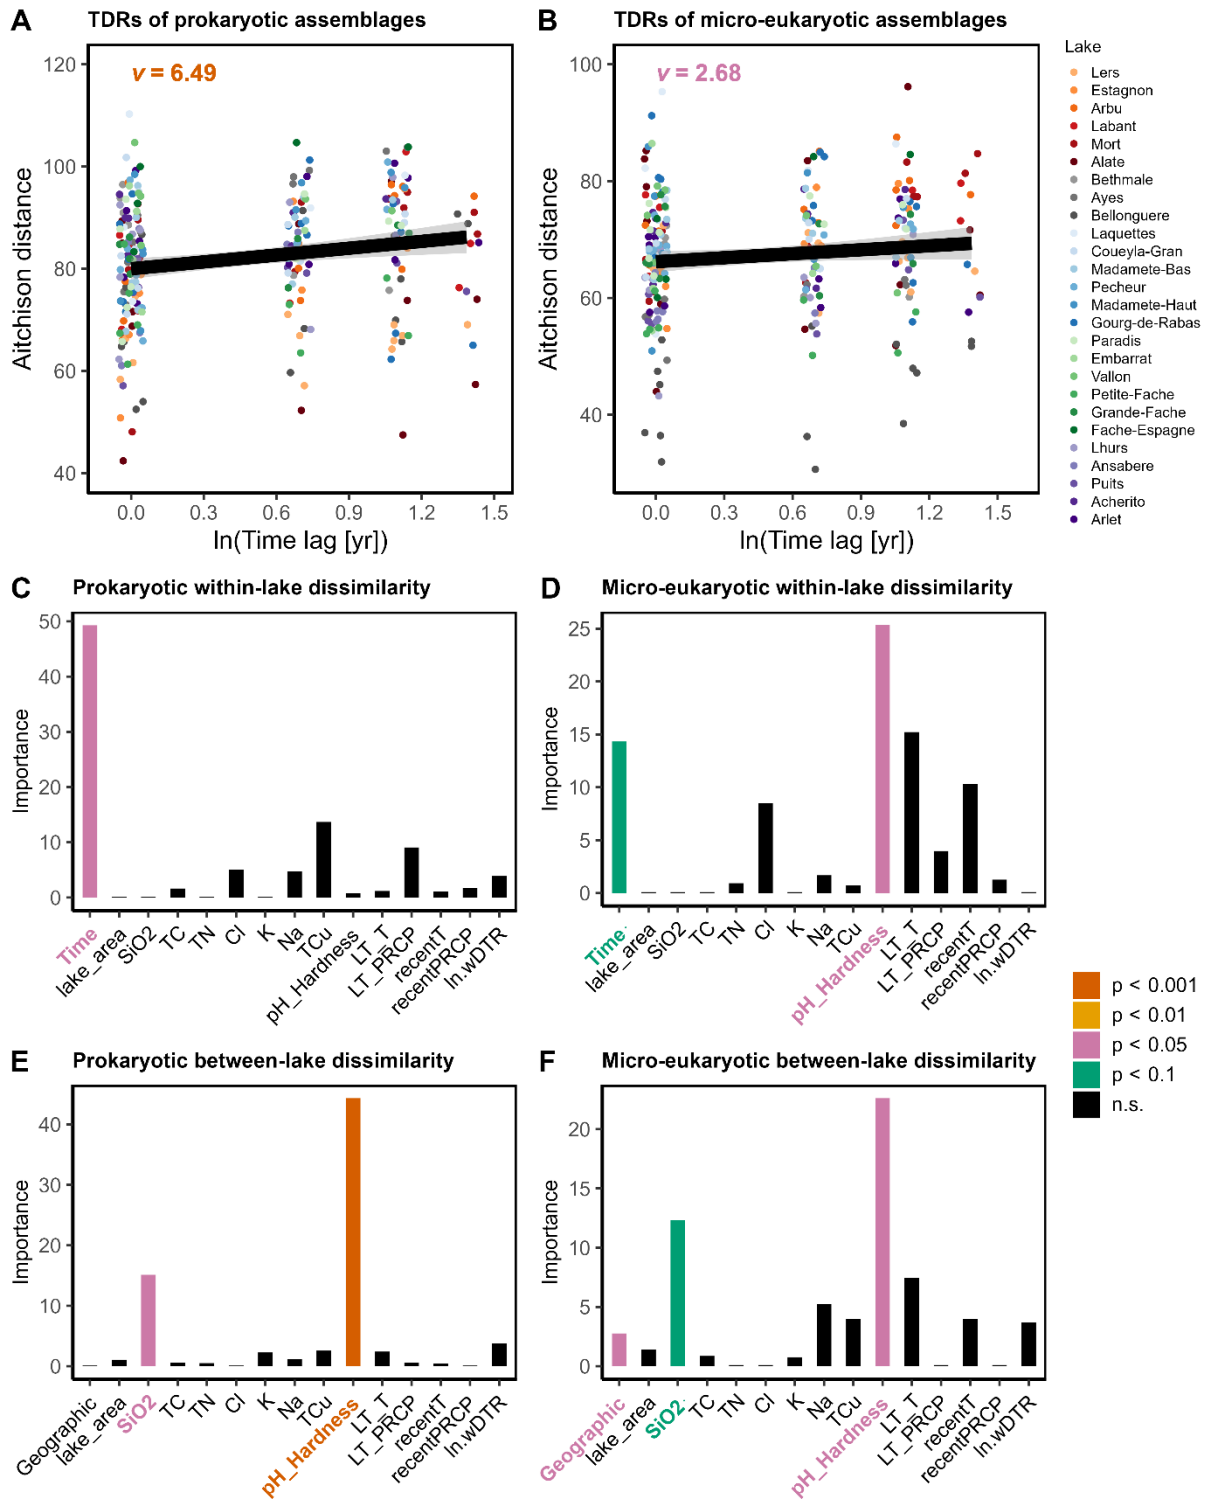 A TDRs of prokaryotic assemblages
v = 6.49
Aitchison distance
120
100
80
60
40
0.0 0.3 0.6 0.9 1.2 1.5
ln(Time lag [yr])
B TDRs of micro-eukaryotic assemblages
v = 2.68
Aitchison distance
100
80
60
40
0.0 0.3 0.6 0.9 1.2 1.5
ln(Time lag [yr])
Lake
Lers
Estagnon
Arbu
Labant
Mort
Alate
Bethmale
Ayes
Bellonguere
Laquettes
Coueyla-Gran
Madamete-Bas
Pecheur
Madamete-Haut
Gourg-de-Rabas
Paradis
Embarrat
Vallon
Petite-Fache
Grande-Fache
Fache-Espagne
Lhurs
Ansabere
Puits
Acherito
Arlet
C Prokaryotic within-lake dissimilarity
Importance
50
40
30
20
10
0
Time
lake_area
SiO2
TC
TN
Cl
K
Na
TCu
pH_Hardness
LT_T
LT_PRCP
recentT
recentPRCP
ln.wDTR
D Micro-eukaryotic within-lake dissimilarity
Importance
25
20
15
10
5
0
Time.
lake_area
SiO2
TC
TN
Cl
K
Na
TCu
pH_Hardness
LT_T
LT_PRCP
recentT
recentPRCP
ln.wDTR
p < 0.001
p < 0.01
p < 0.05
p < 0.1
n.s.
E Prokaryotic between-lake dissimilarity
Importance
40
30
20
10
0
Geographic
lake_area
SiO2
TC
TN
Cl
K
Na
TCu
pH_Hardness
LT_T
LT_PRCP
recentT
recentPRCP
ln.wDTR
F Micro-eukaryotic between-lake dissimilarity
Importance
20
15
10
5
0
Geographic
lake_area
SiO2.
TC
TN
Cl
K
Na
TCu
pH_Hardness
LT_T
LT_PRCP
recentT
recentPRCP
ln.wDTR